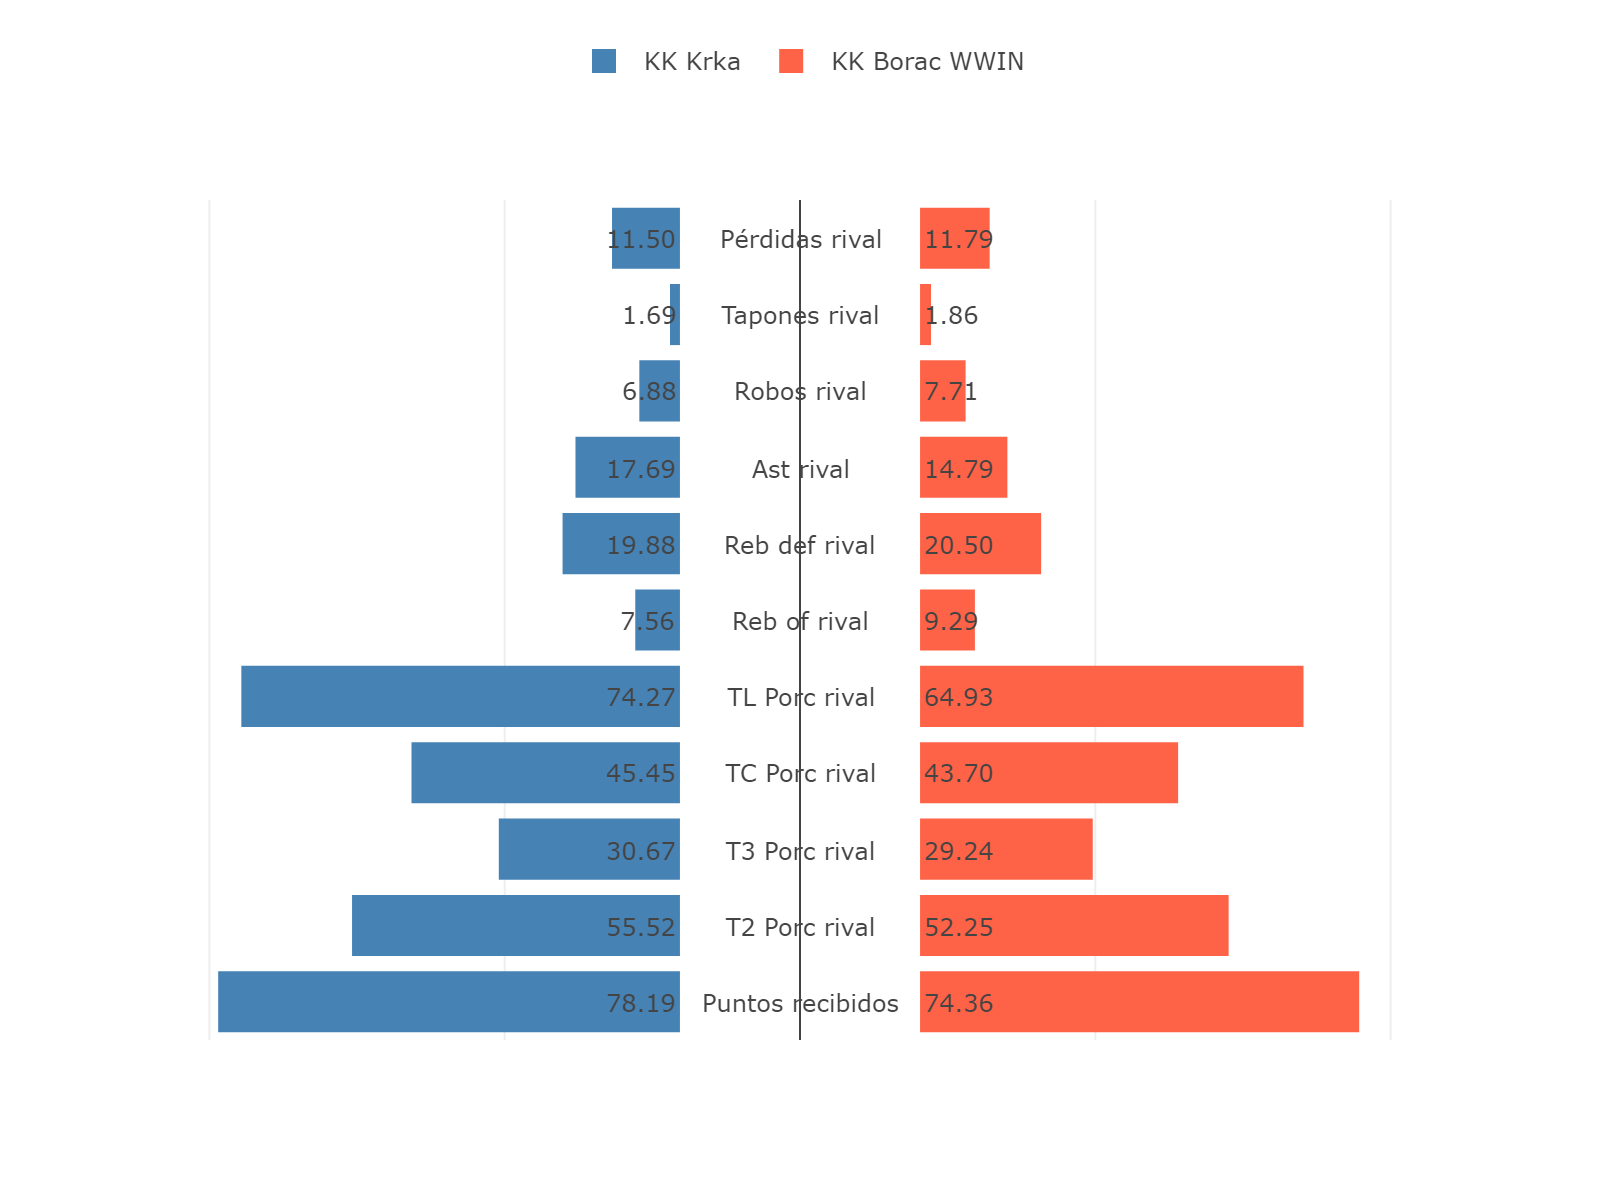 KK Krka KK Borac WWIN
11.50 Pérdidas rival 11.79
1.69 Tapones rival 1.86
6.88 Robos rival 7.71
17.69 Ast rival 14.79
19.88 Reb def rival 20.50
7.56 Reb of rival 9.29
74.27 TL Porc rival 64.93
45.45 TC Porc rival 43.70
30.67 T3 Porc rival 29.24
55.52 T2 Porc rival 52.25
78.19 Puntos recibidos 74.36